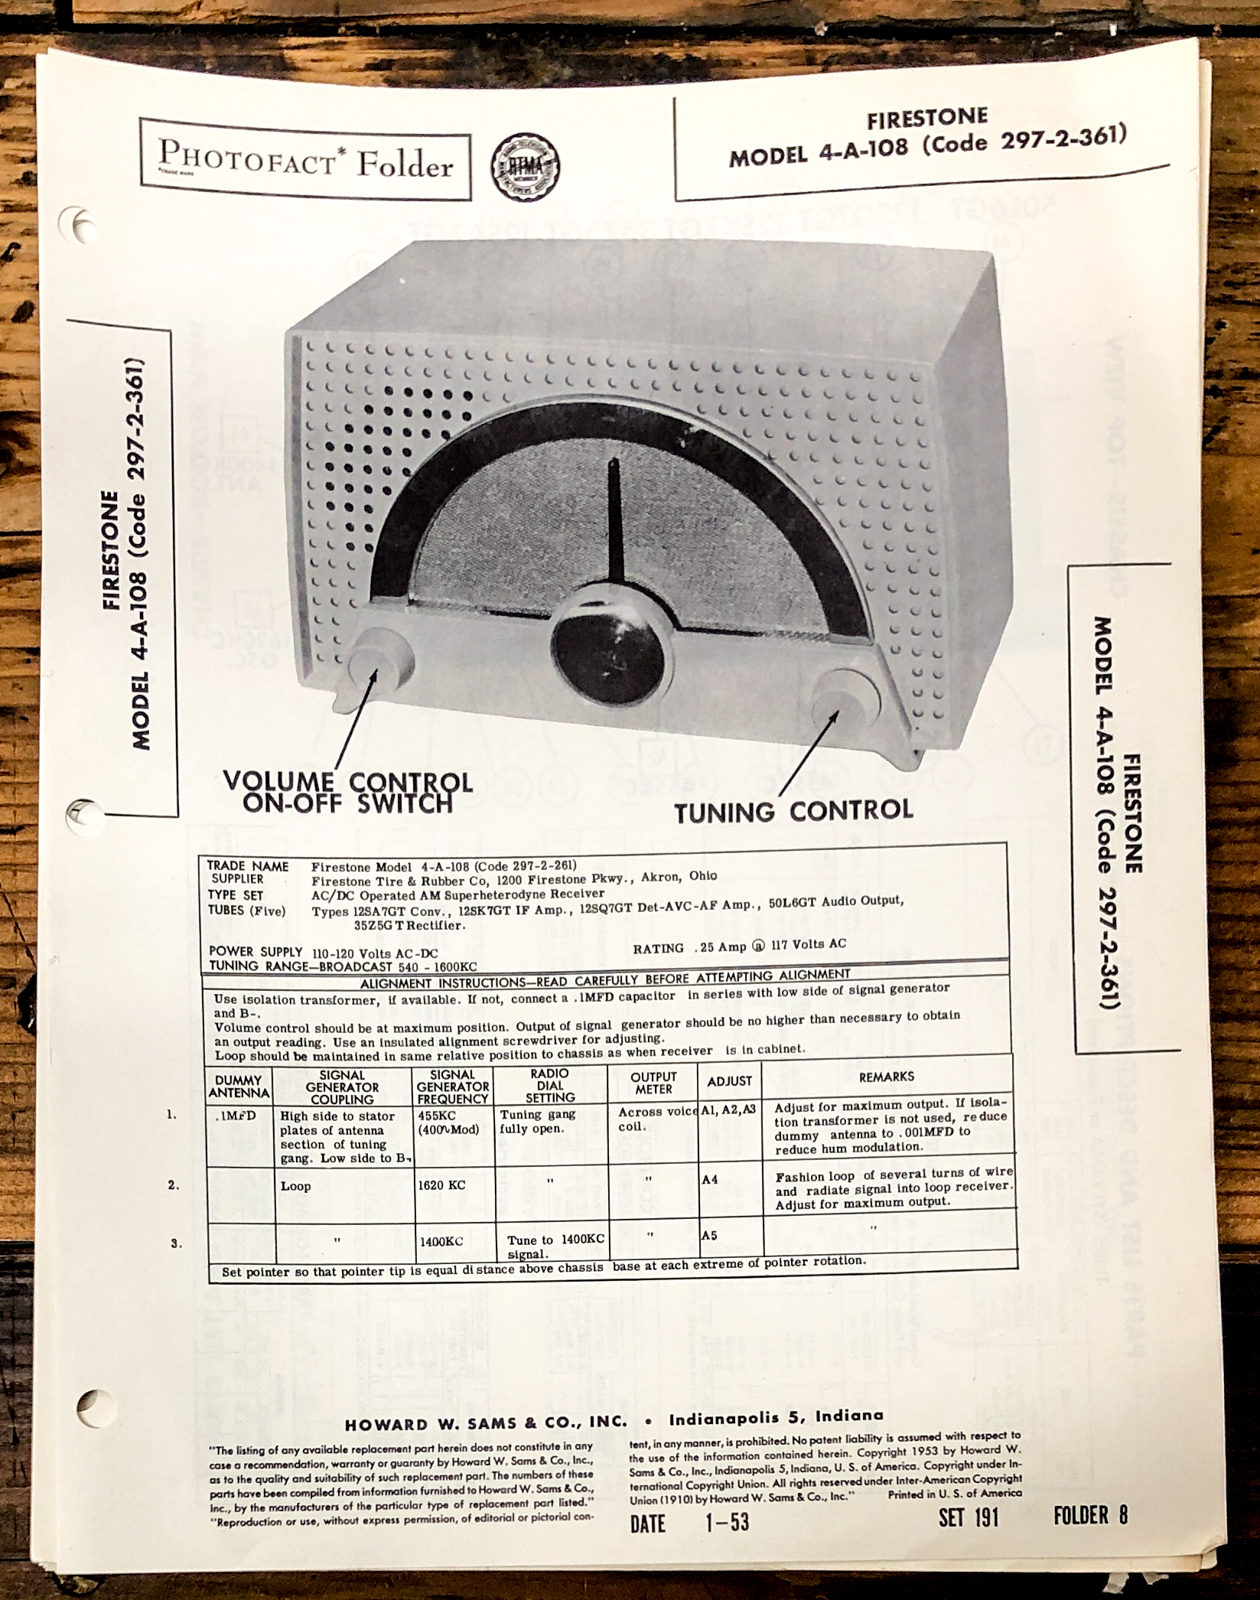 PHOTOFACT* Folder
*TRADE MARK
RTMA
FIRESTONE
MODEL 4-A-108 (Code 297-2-361)
FIRESTONE
MODEL 4-A-108 (Code 297-2-361)
FIRESTONE
MODEL 4-A-108 (Code 297-2-361)
VOLUME CONTROL
ON-OFF SWITCH
TUNING CONTROL
TRADE NAME Firestone Model 4-A-108 (Code 297-2-261)
SUPPLIER Firestone Tire & Rubber Co, 1200 Firestone Pkwy., Akron, Ohio
TYPE SET AC/DC Operated AM Superheterodyne Receiver
TUBES (Five) Types 12SA7GT Conv., 12SK7GT IF Amp., 12SQ7GT Det-AVC-AF Amp., 50L6GT Audio Output,
35Z5GT Rectifier.
POWER SUPPLY 110-120 Volts AC-DC RATING .25 Amp @ 117 Volts AC
TUNING RANGE—BROADCAST 540 - 1600KC
ALIGNMENT INSTRUCTIONS—READ CAREFULLY BEFORE ATTEMPTING ALIGNMENT
Use isolation transformer, if available. If not, connect a .1MFD capacitor in series with low side of signal generator
and B-.
Volume control should be at maximum position. Output of signal generator should be no higher than necessary to obtain
an output reading. Use an insulated alignment screwdriver for adjusting.
Loop should be maintained in same relative position to chassis as when receiver is in cabinet.
DUMMY
ANTENNA
SIGNAL
GENERATOR
COUPLING
SIGNAL
GENERATOR
FREQUENCY
RADIO
DIAL
SETTING
OUTPUT
METER
ADJUST
REMARKS
1.
.1MFD
High side to stator
plates of antenna
section of tuning
gang. Low side to B-.
455KC
(400∿Mod)
Tuning gang
fully open.
Across voice
coil.
A1, A2, A3
Adjust for maximum output. If isola-
tion transformer is not used, reduce
dummy antenna to .001MFD to
reduce hum modulation.
2.
Loop
1620 KC
"
"
A4
Fashion loop of several turns of wire
and radiate signal into loop receiver.
Adjust for maximum output.
3.
"
1400KC
Tune to 1400KC
signal.
"
A5
"
Set pointer so that pointer tip is equal distance above chassis base at each extreme of pointer rotation.
HOWARD W. SAMS & CO., INC. • Indianapolis 5, Indiana
"The listing of any available replacement part herein does not constitute in any
case a recommendation, warranty or guaranty by Howard W. Sams & Co., Inc.,
as to the quality and suitability of such replacement part. The numbers of these
parts have been compiled from information furnished to Howard W. Sams & Co.,
Inc., by the manufacturers of the particular type of replacement part listed."
"Reproduction or use, without express permission, of editorial or pictorial con-
tent, in any manner, is prohibited. No patent liability is assumed with respect to
the use of the information contained herein. Copyright 1953 by Howard W.
Sams & Co., Inc., Indianapolis 5, Indiana, U. S. of America. Copyright under In-
ternational Copyright Union. All rights reserved under Inter-American Copyright
Union (1910) by Howard W. Sams & Co., Inc." Printed in U. S. of America
DATE 1-53 SET 191 FOLDER 8